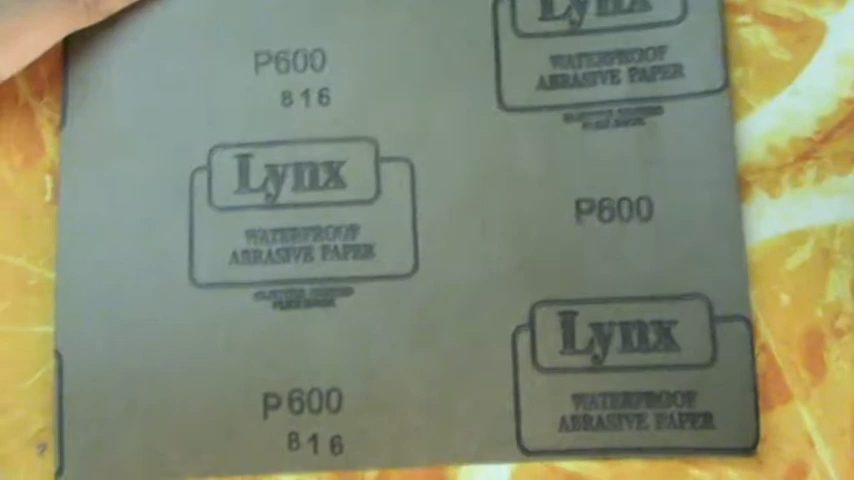 Lynx
WATERPROOF
ABRASIVE PAPER
P600
816
Lynx
WATERPROOF
ABRASIVE PAPER
P600
Lynx
WATERPROOF
ABRASIVE PAPER
P600
816